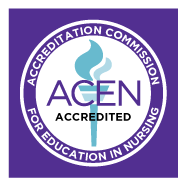 ACCREDITATION COMMISSION
ACEN
ACCREDITED
FOR EDUCATION IN NURSING